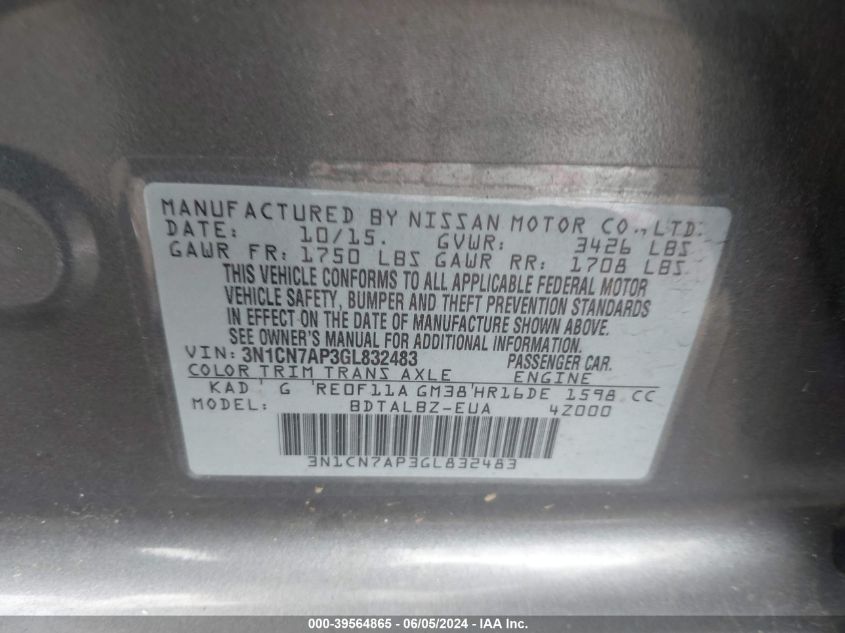 MANUFACTURED BY NISSAN MOTOR CO., LTD.
DATE: 10/15. GVWR: 3426 LBS
GAWR FR: 1750 LBS GAWR RR: 1708 LBS
THIS VEHICLE CONFORMS TO ALL APPLICABLE FEDERAL MOTOR
VEHICLE SAFETY, BUMPER AND THEFT PREVENTION STANDARDS
IN EFFECT ON THE DATE OF MANUFACTURE SHOWN ABOVE.
SEE OWNER'S MANUAL FOR ADDITIONAL INFORMATION.
VIN: 3N1CN7AP3GL832483 PASSENGER CAR.
COLOR TRIM TRANS AXLE ENGINE
KAD ' G 'RE0F11A GM38'HR16DE 1598 CC
MODEL: BDTALBZ-EUA 4Z000
3N1CN7AP3GL832483
000-39564865 - 06/05/2024 - IAA Inc.